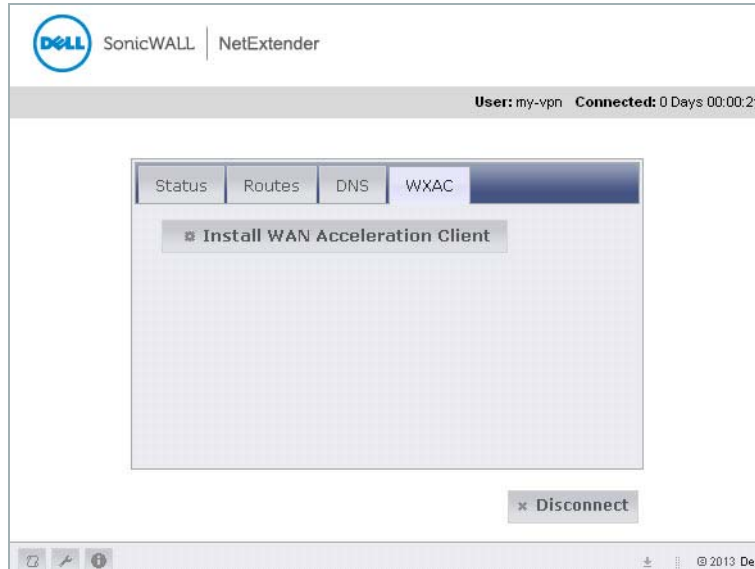 DELL SonicWALL | NetExtender
User: my-vpn Connected: 0 Days 00:00:2
Status Routes DNS WXAC
Install WAN Acceleration Client
× Disconnect
© 2013 De